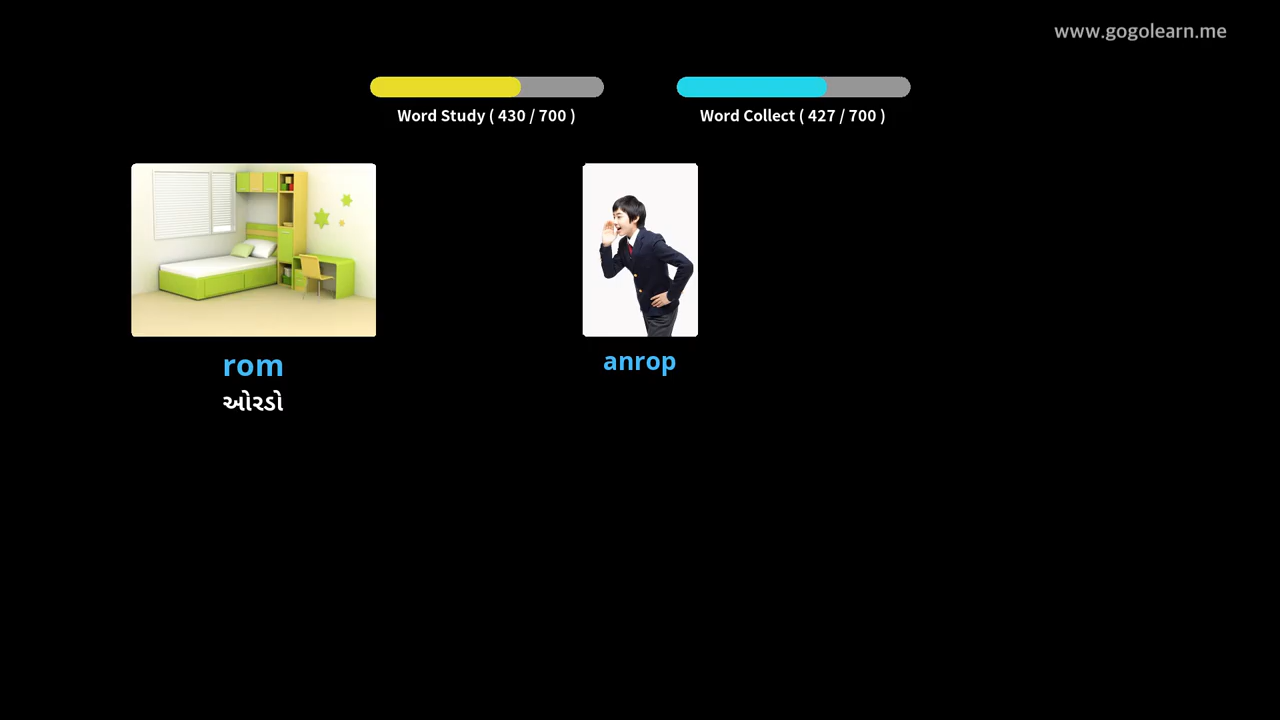 www.gogolearn.me
Word Study ( 430 / 700 )
Word Collect ( 427 / 700 )
rom
ઓરડો
anrop